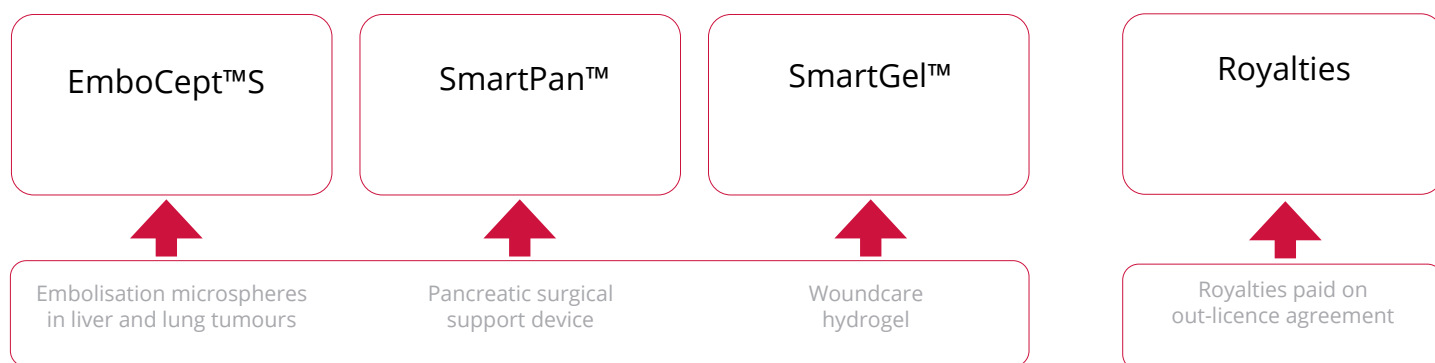 EmboCept™S
SmartPan™
SmartGel™
Royalties
Embolisation microspheres
in liver and lung tumours
Pancreatic surgical
support device
Woundcare
hydrogel
Royalties paid on
out-licence agreement